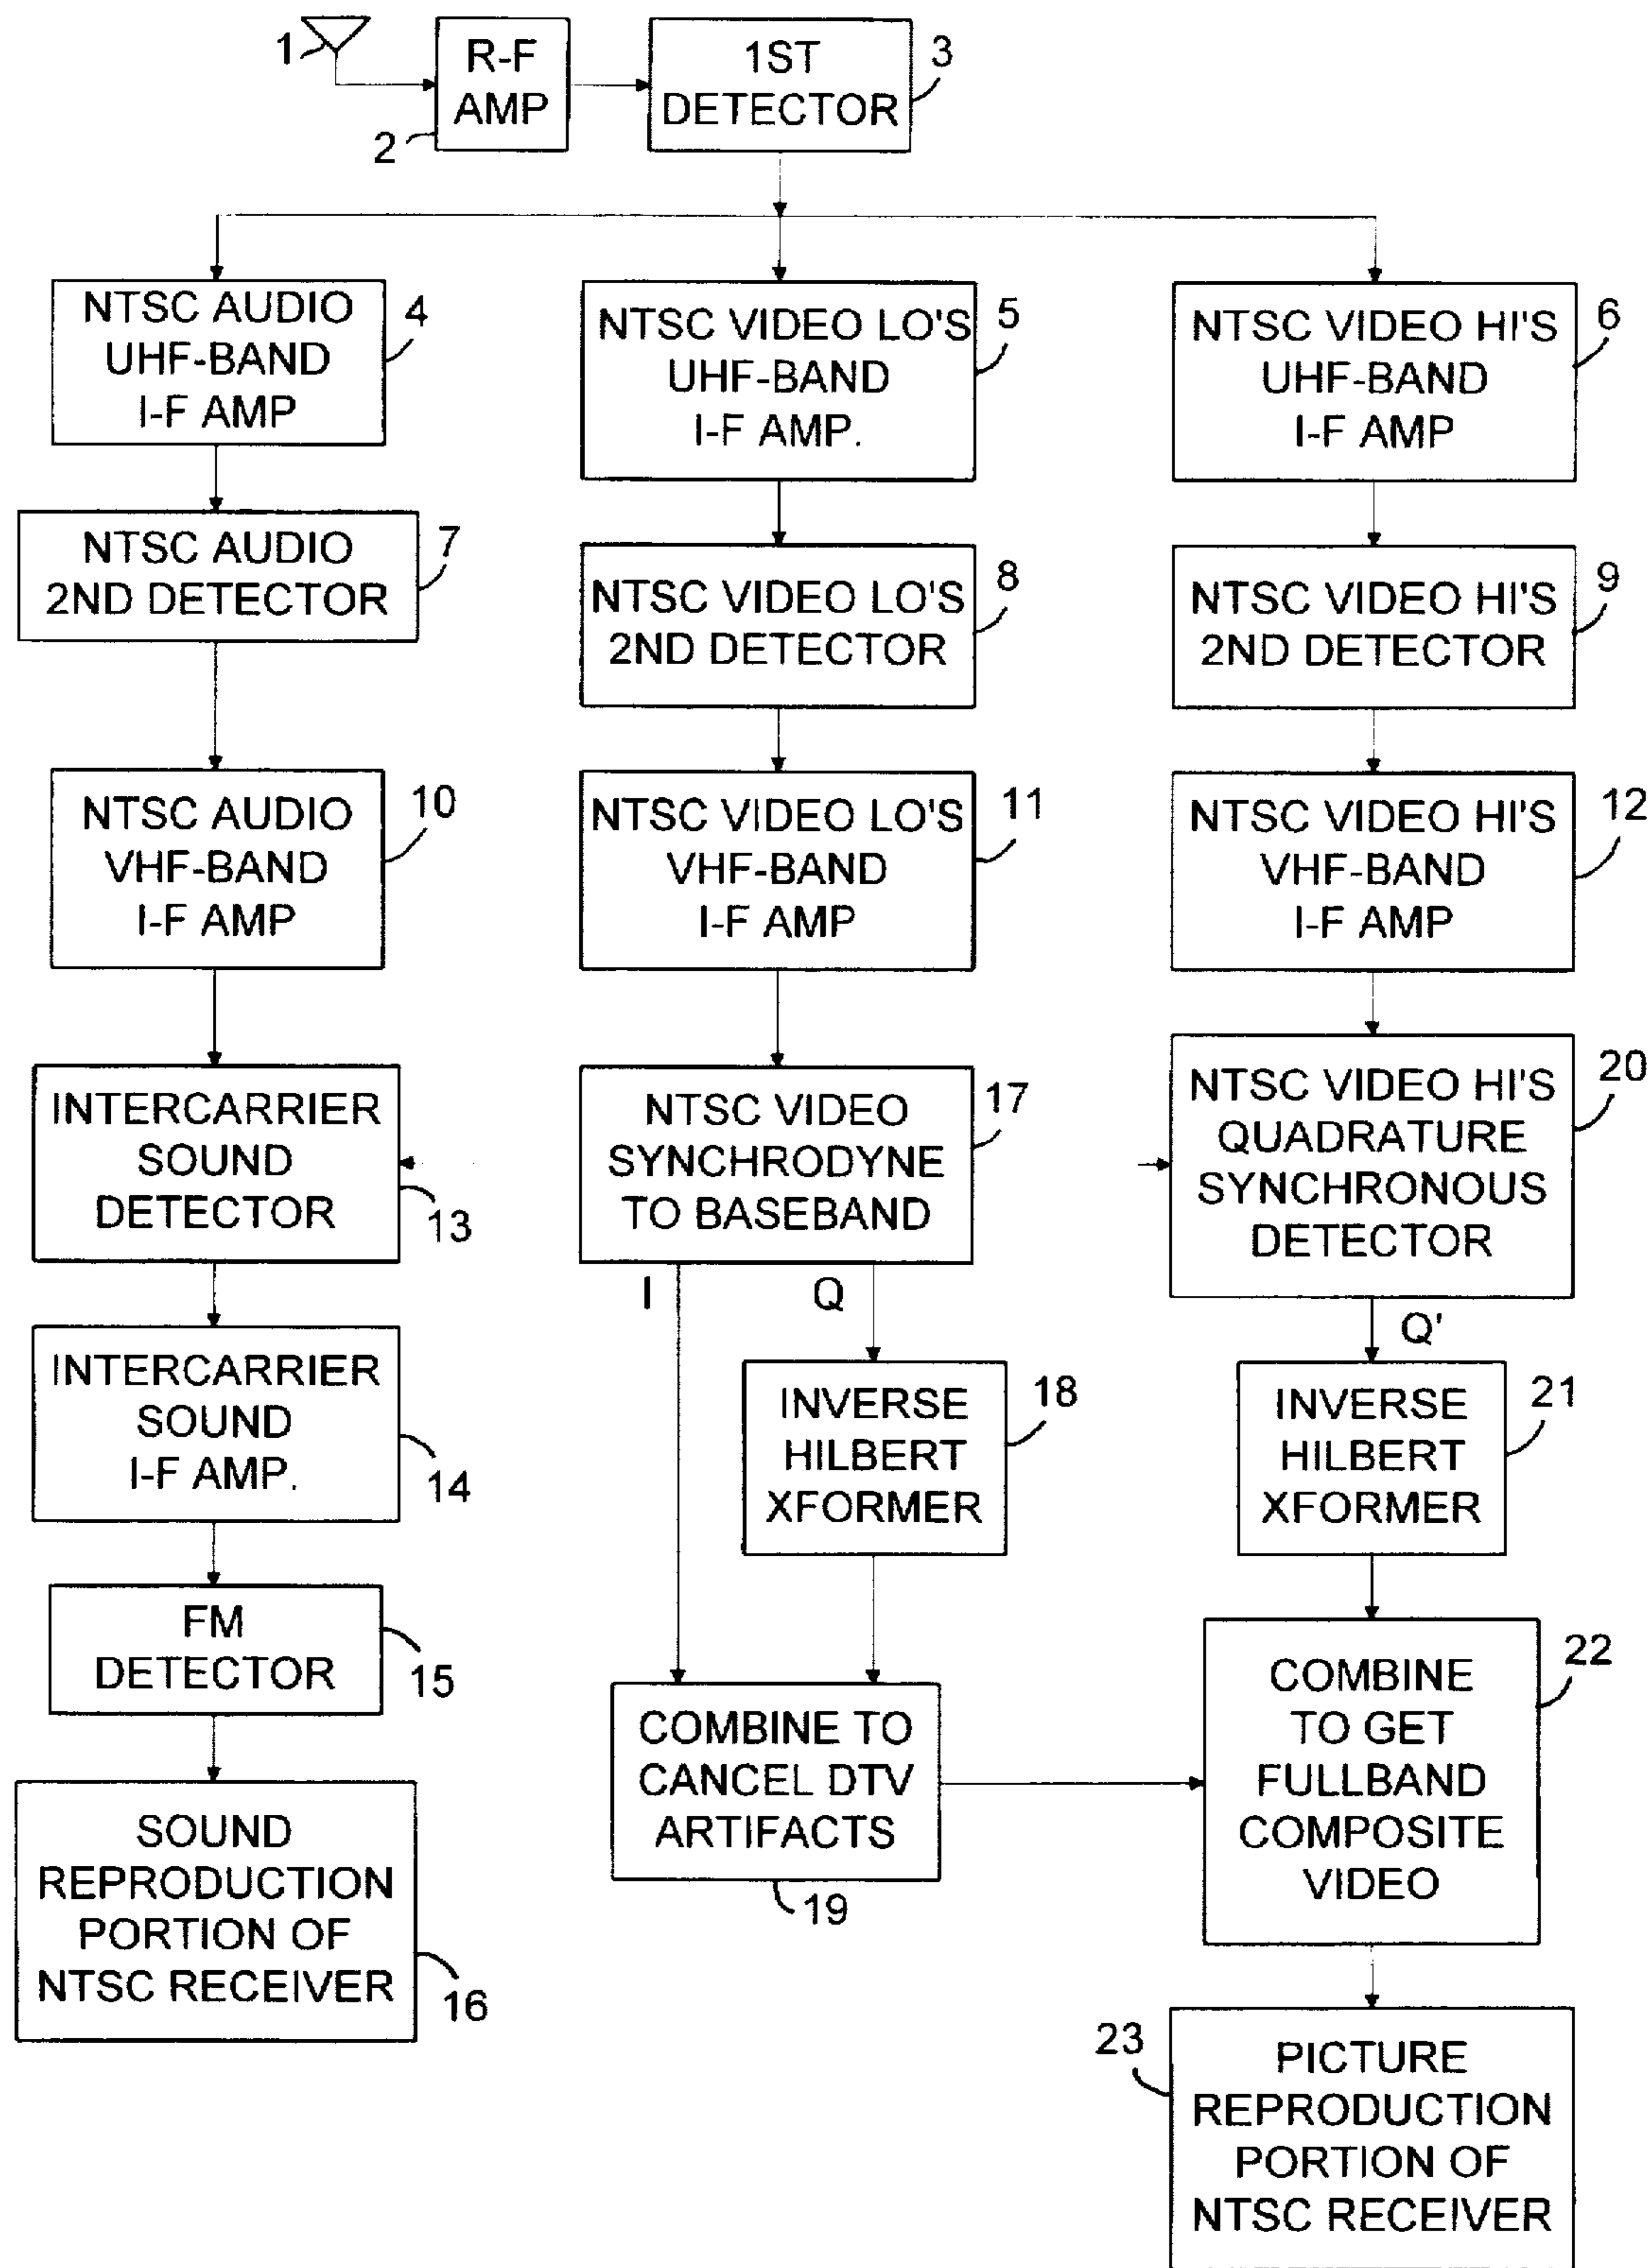 1
R-F
AMP
2
1ST
DETECTOR
3
NTSC AUDIO
UHF-BAND
I-F AMP
4
NTSC VIDEO LO'S
UHF-BAND
I-F AMP.
5
NTSC VIDEO HI'S
UHF-BAND
I-F AMP
6
NTSC AUDIO
2ND DETECTOR
7
NTSC VIDEO LO'S
2ND DETECTOR
8
NTSC VIDEO HI'S
2ND DETECTOR
9
NTSC AUDIO
VHF-BAND
I-F AMP
10
NTSC VIDEO LO'S
VHF-BAND
I-F AMP
11
NTSC VIDEO HI'S
VHF-BAND
I-F AMP
12
INTERCARRIER
SOUND
DETECTOR
13
NTSC VIDEO
SYNCHRODYNE
TO BASEBAND
17
NTSC VIDEO HI'S
QUADRATURE
SYNCHRONOUS
DETECTOR
20
I
Q
Q'
INTERCARRIER
SOUND
I-F AMP.
14
INVERSE
HILBERT
XFORMER
18
INVERSE
HILBERT
XFORMER
21
FM
DETECTOR
15
COMBINE TO
CANCEL DTV
ARTIFACTS
19
COMBINE
TO GET
FULLBAND
COMPOSITE
VIDEO
22
SOUND
REPRODUCTION
PORTION OF
NTSC RECEIVER
16
23
PICTURE
REPRODUCTION
PORTION OF
NTSC RECEIVER